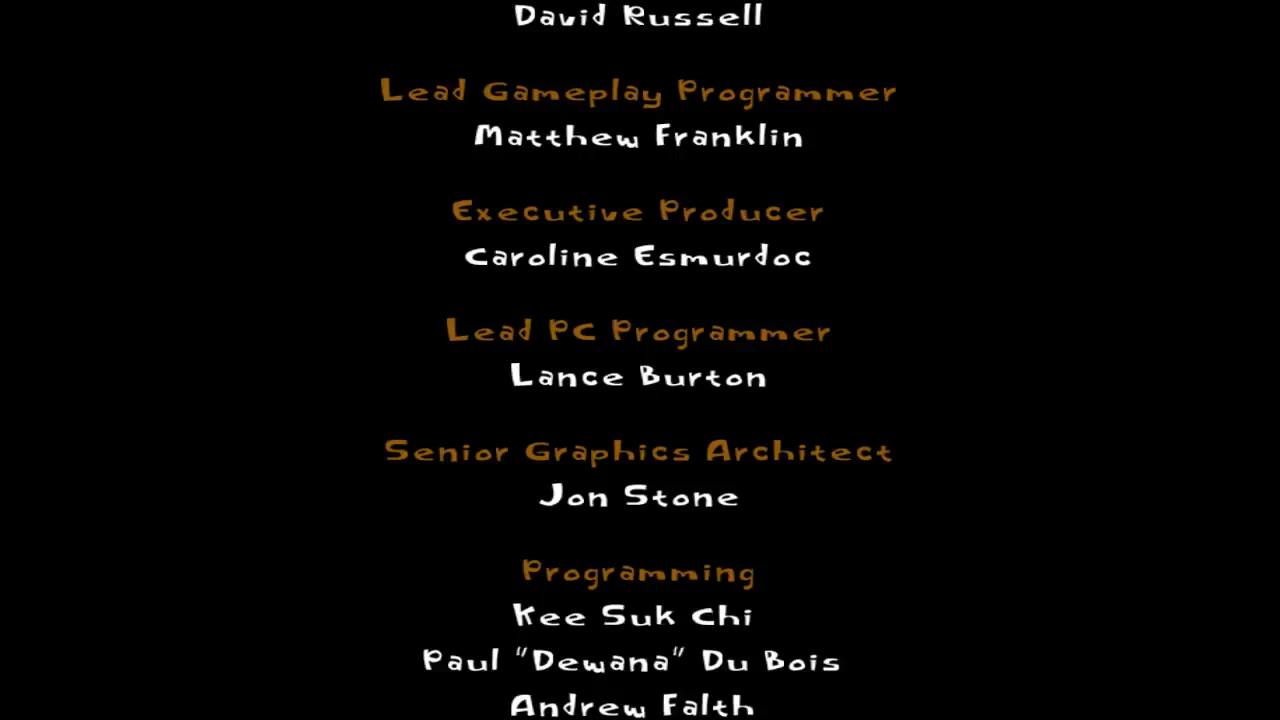 David Russell
Lead Gameplay Programmer
Matthew Franklin
Executive Producer
Caroline Esmurdoc
Lead PC Programmer
Lance Burton
Senior Graphics Architect
Jon Stone
Programming
Kee Suk Chi
Paul "Dewana" Du Bois
Andrew Falth